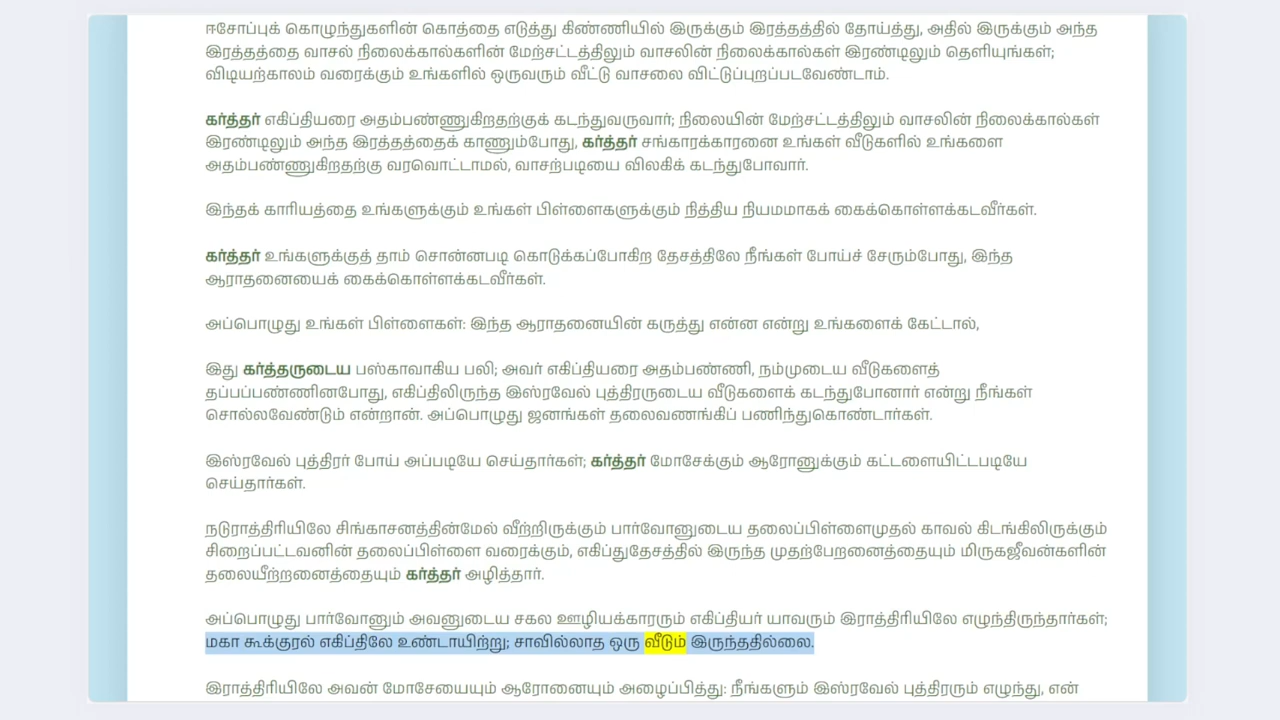 ஈசோப்புக் கொழுந்துகளின் கொத்தை எடுத்து கிண்ணியில் இருக்கும் இரத்தத்தில் தோய்த்து, அதில் இருக்கும் அந்த
இரத்தத்தை வாசல் நிலைக்கால்களின் மேற்சட்டத்திலும் வாசலின் நிலைக்கால்கள் இரண்டிலும் தெளியுங்கள்;
விடியற்காலம் வரைக்கும் உங்களில் ஒருவரும் வீட்டு வாசலை விட்டுப்புறப்படவேண்டாம்.
கர்த்தர் எகிப்தியரை அதம்பண்ணுகிறதற்குக் கடந்துவருவார்; நிலையின் மேற்சட்டத்திலும் வாசலின் நிலைக்கால்கள்
இரண்டிலும் அந்த இரத்தத்தைக் காணும்போது, கர்த்தர் சங்காரக்காரனை உங்கள் வீடுகளில் உங்களை
அதம்பண்ணுகிறதற்கு வரவொட்டாமல், வாசற்படியை விலகிக் கடந்துபோவார்.
இந்தக் காரியத்தை உங்களுக்கும் உங்கள் பிள்ளைகளுக்கும் நித்திய நியமமாகக் கைக்கொள்ளக்கடவீர்கள்.
கர்த்தர் உங்களுக்குத் தாம் சொன்னபடி கொடுக்கப்போகிற தேசத்திலே நீங்கள் போய்ச் சேரும்போது, இந்த
ஆராதனையைக் கைக்கொள்ளக்கடவீர்கள்.
அப்பொழுது உங்கள் பிள்ளைகள்: இந்த ஆராதனையின் கருத்து என்ன என்று உங்களைக் கேட்டால்,
இது கர்த்தருடைய பஸ்காவாகிய பலி; அவர் எகிப்தியரை அதம்பண்ணி, நம்முடைய வீடுகளைத்
தப்பப்பண்ணினபோது, எகிப்திலிருந்த இஸ்ரவேல் புத்திரருடைய வீடுகளைக் கடந்துபோனார் என்று நீங்கள்
சொல்லவேண்டும் என்றான். அப்பொழுது ஜனங்கள் தலைவணங்கிப் பணிந்துகொண்டார்கள்.
இஸ்ரவேல் புத்திரர் போய் அப்படியே செய்தார்கள்; கர்த்தர் மோசேக்கும் ஆரோனுக்கும் கட்டளையிட்டபடியே
செய்தார்கள்.
நடுராத்திரியிலே சிங்காசனத்தின்மேல் வீற்றிருக்கும் பார்வோனுடைய தலைப்பிள்ளைமுதல் காவல் கிடங்கிலிருக்கும்
சிறைப்பட்டவனின் தலைப்பிள்ளை வரைக்கும், எகிப்துதேசத்தில் இருந்த முதற்பேறனைத்தையும் மிருகஜீவன்களின்
தலையீற்றனைத்தையும் கர்த்தர் அழித்தார்.
அப்பொழுது பார்வோனும் அவனுடைய சகல ஊழியக்காரரும் எகிப்தியர் யாவரும் இராத்திரியிலே எழுந்திருந்தார்கள்;
மகா கூக்குரல் எகிப்திலே உண்டாயிற்று; சாவில்லாத ஒரு வீடும் இருந்ததில்லை.
இராத்திரியிலே அவன் மோசேயையும் ஆரோனையும் அழைப்பித்து: நீங்களும் இஸ்ரவேல் புத்திரரும் எழுந்து, என்